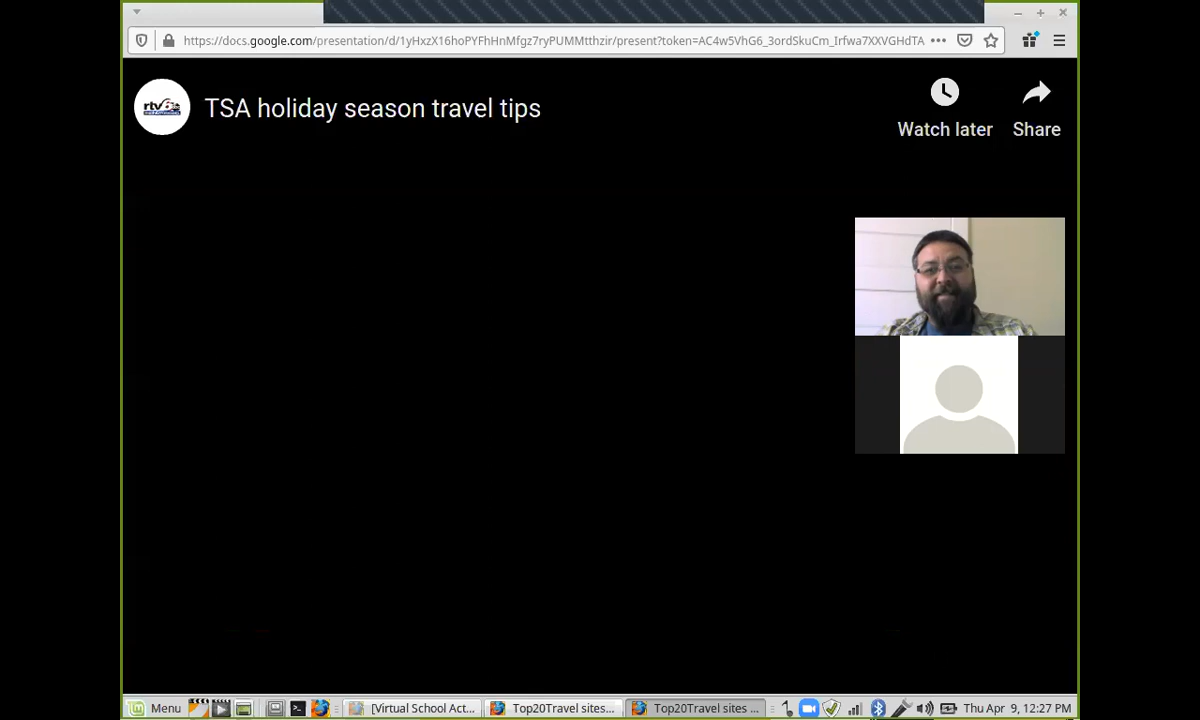 https://docs.google.com/presentation/d/1yHxzX16hoPYFhHnMfgz7ryPUMMtthzir/present?token=AC4w5VhG6_3ordSkuCm_Irfwa7XXVGHdTA
rtv6
TSA holiday season travel tips
Watch later
Share
Menu
[Virtual School Act...
Top20Travel sites...
Top20Travel sites ...
Thu Apr 9, 12:27 PM